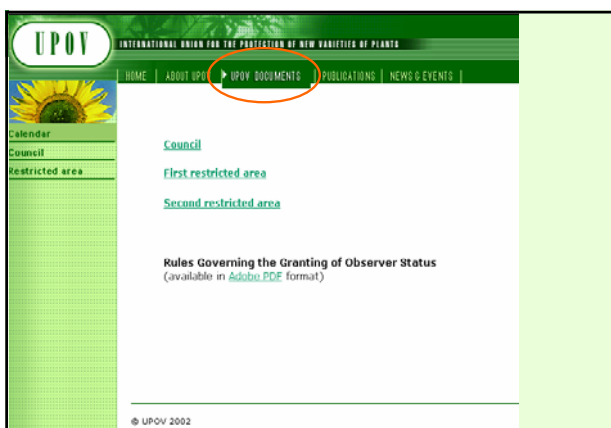 UPOV
INTERNATIONAL UNION FOR THE PROTECTION OF NEW VARIETIES OF PLANTS
HOME | ABOUT UPOV | UPOV DOCUMENTS | PUBLICATIONS | NEWS & EVENTS |
Calendar
Council
Restricted area
Council
First restricted area
Second restricted area
Rules Governing the Granting of Observer Status
(available in Adobe PDF format)
© UPOV 2002